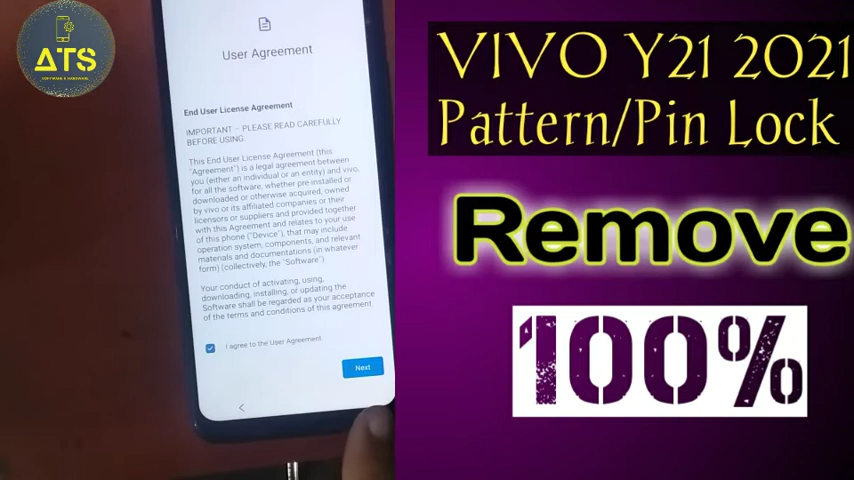 ATS
SOFTWARE & HARDWARE
User Agreement
End User License Agreement
IMPORTANT – PLEASE READ CAREFULLY
BEFORE USING:
This End User License Agreement (this
"Agreement") is a legal agreement between
you (either an individual or an entity) and vivo,
for all the software, whether pre-installed or
downloaded or otherwise acquired, owned
by vivo or its affiliated companies or their
licensors or suppliers and provided together
with this Agreement and relates to your use
of this phone ("Device"), that may include
operation system, components, and relevant
materials and documentations (in whatever
form) (collectively, the "Software").
Your conduct of activating, using,
downloading, installing, or updating the
Software shall be regarded as your acceptance
of the terms and conditions of this agreement.
I agree to the User Agreement.
Next
VIVO Y21 2021
Pattern/Pin Lock
Remove
100%